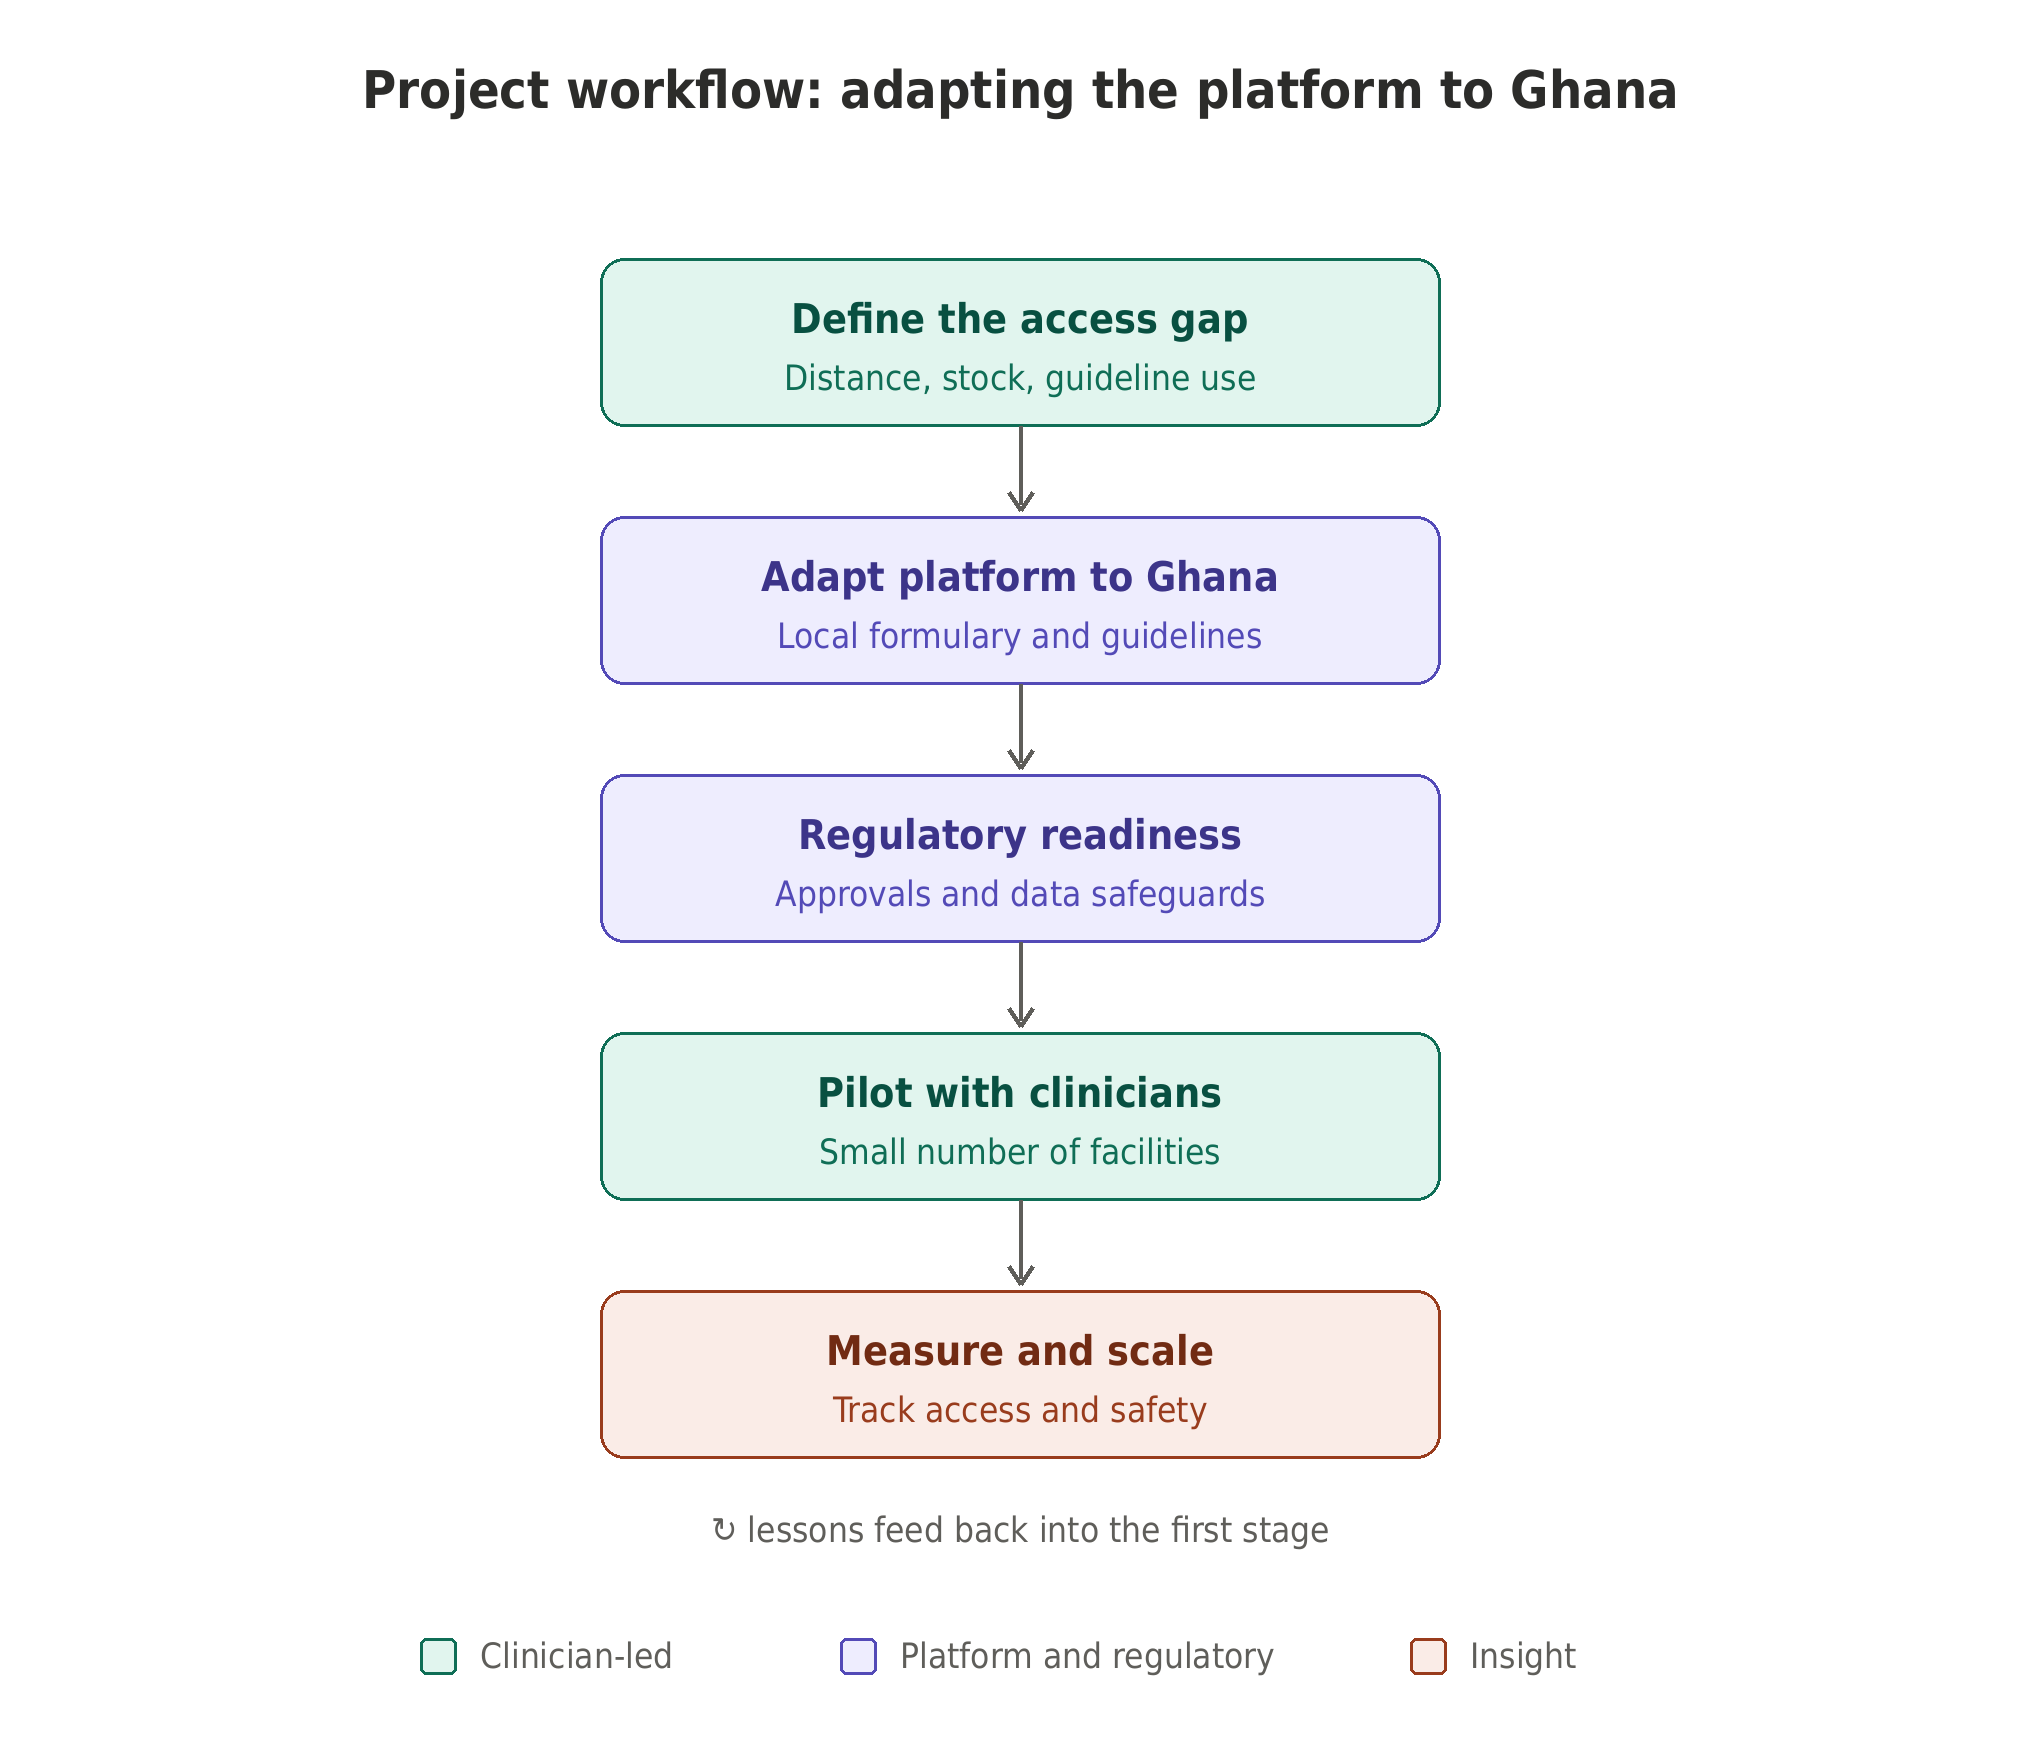 Project workflow: adapting the platform to Ghana
Define the access gap
Distance, stock, guideline use
Adapt platform to Ghana
Local formulary and guidelines
Regulatory readiness
Approvals and data safeguards
Pilot with clinicians
Small number of facilities
Measure and scale
Track access and safety
↻ lessons feed back into the first stage
Clinician-led
Platform and regulatory
Insight